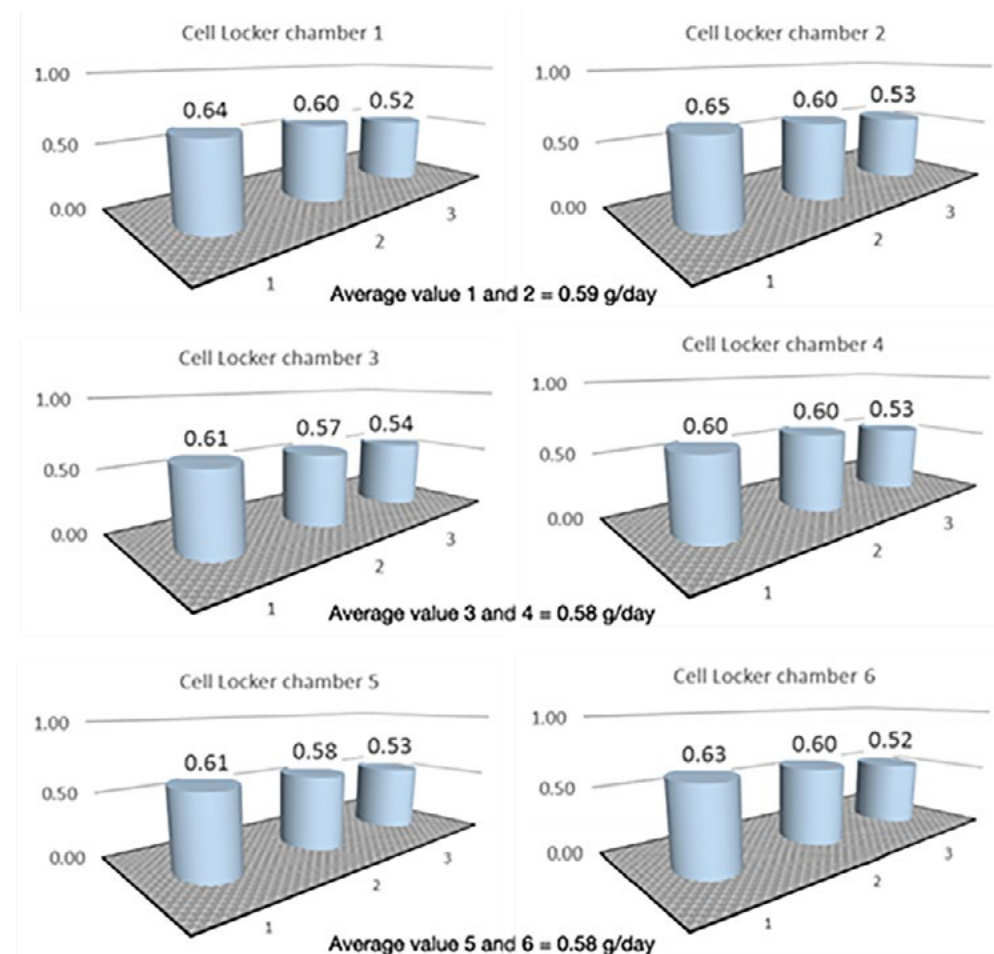 Cell Locker chamber 1
1.00
0.64 0.60 0.52
0.50
0.00
1 2 3
Cell Locker chamber 2
1.00
0.65 0.60 0.53
0.50
0.00
1 2 3
Average value 1 and 2 = 0.59 g/day
Cell Locker chamber 3
1.00
0.61 0.57 0.54
0.50
0.00
1 2 3
Cell Locker chamber 4
1.00
0.60 0.60 0.53
0.50
0.00
1 2 3
Average value 3 and 4 = 0.58 g/day
Cell Locker chamber 5
1.00
0.61 0.58 0.53
0.50
0.00
1 2 3
Cell Locker chamber 6
1.00
0.63 0.60 0.52
0.50
0.00
1 2 3
Average value 5 and 6 = 0.58 g/day